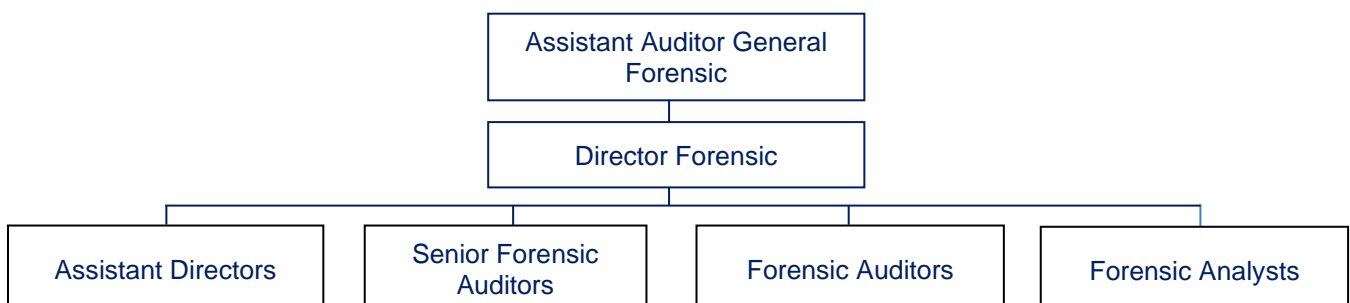 Assistant Auditor General
Forensic
Director Forensic
Assistant Directors
Senior Forensic
Auditors
Forensic Auditors
Forensic Analysts